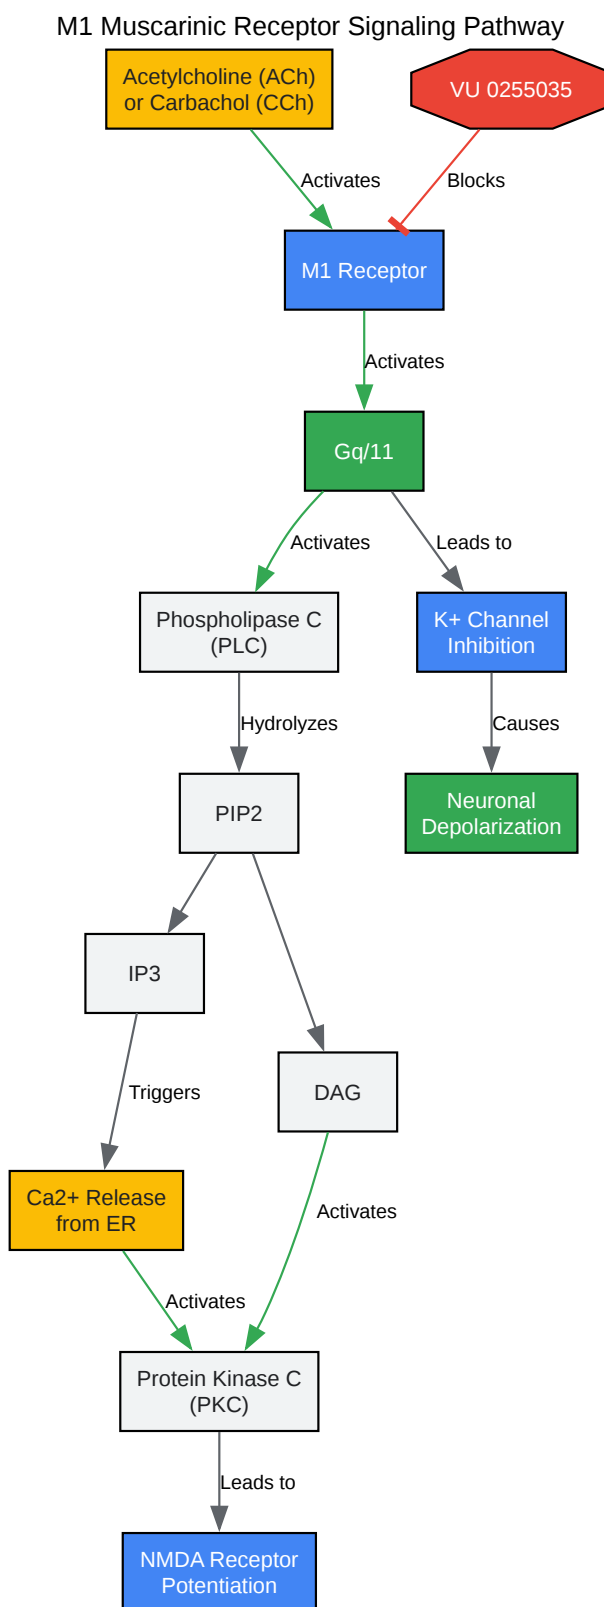 M1 Muscarinic Receptor Signaling Pathway
Acetylcholine (ACh)
or Carbachol (CCh)
VU 0255035
Activates
Blocks
M1 Receptor
Activates
Gq/11
Activates
Leads to
Phospholipase C
(PLC)
K+ Channel
Inhibition
Hydrolyzes
Causes
PIP2
Neuronal
Depolarization
IP3
DAG
Triggers
Ca2+ Release
from ER
Activates
Activates
Protein Kinase C
(PKC)
Leads to
NMDA Receptor
Potentiation